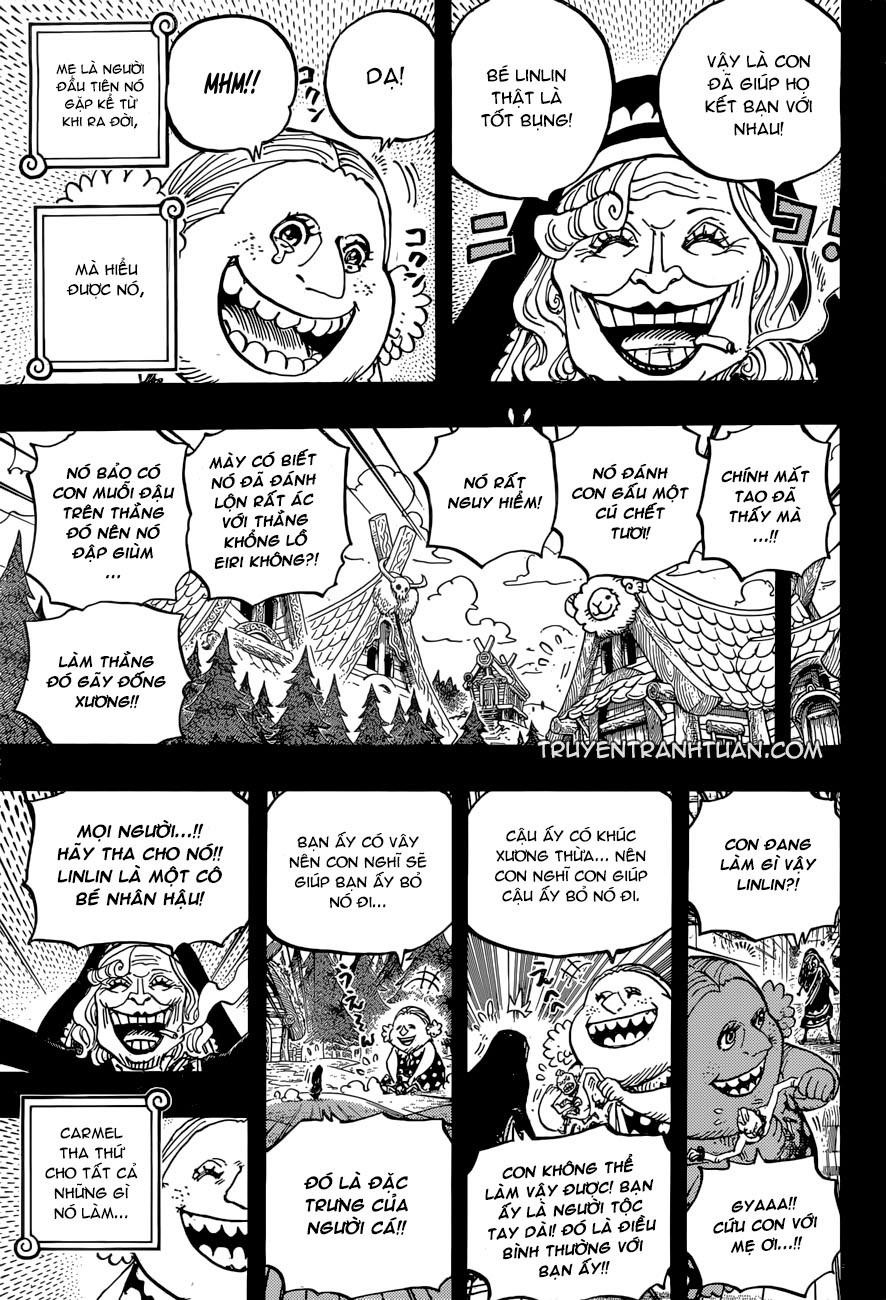 VẬY LÀ CON
ĐÃ GIÚP HỌ
KẾT BẠN VỚI
NHAU!
BÉ LINLIN
THẬT LÀ
TỐT BỤNG!
ニコ!
DẠ!
MHM!!
コクン
コクン
MẸ LÀ NGƯỜI
ĐẦU TIÊN NÓ
GẶP KỂ TỪ
KHI RA ĐỜI,
MÀ HIỂU
ĐƯỢC NÓ,
CHÍNH MẮT
TAO ĐÃ
THẤY MÀ
...!!
NÓ ĐÁNH
CON GẤU MỘT
CÚ CHẾT
TƯƠI!
NÓ RẤT
NGUY HIỂM!
MÀY CÓ BIẾT
NÓ ĐÃ ĐÁNH
LỘN RẤT ÁC
VỚI THẰNG
KHỔNG LỒ
EIRI KHÔNG?!
NÓ BẢO CÓ
CON MUỖI ĐẬU
TRÊN THẰNG
ĐÓ NÊN NÓ
ĐẬP GIÙM
...
LÀM THẰNG
ĐÓ GÃY ĐỐNG
XƯƠNG!!
TRUYENTRANHTUAN.COM
CON ĐANG
LÀM GÌ VẬY
LINLIN?!
GYAAA!!
CỨU CON VỚI
MẸ ƠI...!!
CẬU ẤY CÓ KHÚC
XƯƠNG THỪA... NÊN
CON NGHĨ CON GIÚP
CẬU ẤY BỎ NÓ ĐI.
CON KHÔNG THỂ
LÀM VẬY ĐƯỢC! BẠN
ẤY LÀ NGƯỜI TỘC
TAY DÀI! ĐÓ LÀ ĐIỀU
BÌNH THƯỜNG VỚI
BẠN ẤY!!
BẠN ẤY CÓ VÂY
NÊN CON NGHĨ SẼ
GIÚP BẠN ẤY BỎ
NÓ ĐI...
ĐÓ LÀ ĐẶC
TRƯNG CỦA
NGƯỜI CÁ!!
MỌI NGƯỜI...!!
HÃY THA CHO NÓ!!
LINLIN LÀ MỘT CÔ
BÉ NHÂN HẬU!
CARMEL
THA THỨ
CHO TẤT CẢ
NHỮNG GÌ
NÓ LÀM...